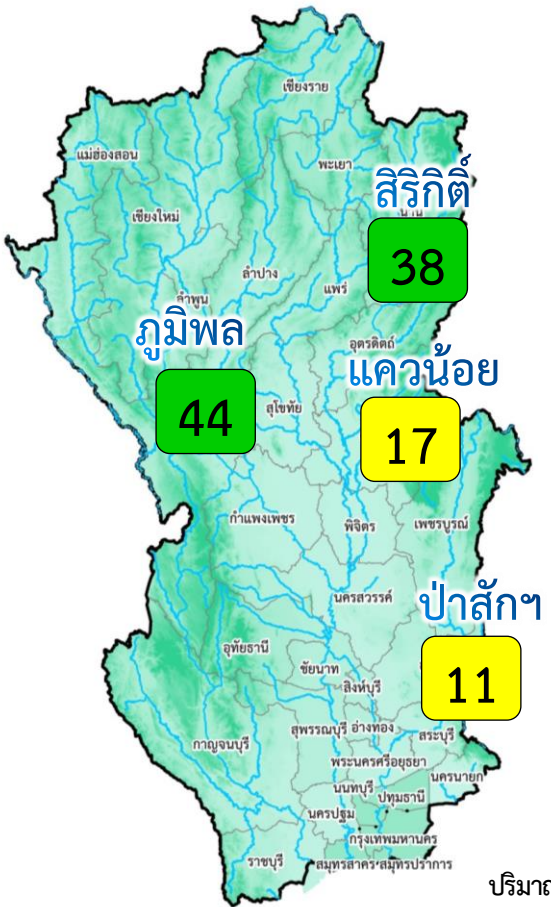 เชียงราย
แม่ฮ่องสอน
พะเยา
สิริกิติ์
น่าน
เชียงใหม่
38
ลำปาง
แพร่
ลำพูน
ภูมิพล
อุตรดิตถ์
แควน้อย
44
สุโขทัย
17
กำแพงเพชร
พิจิตร
เพชรบูรณ์
นครสวรรค์
ป่าสักฯ
อุทัยธานี
ชัยนาท
11
สิงห์บุรี
สุพรรณบุรี อ่างทอง
สระบุรี
กาญจนบุรี
พระนครศรีอยุธยา
นครนายก
นนทบุรี
ปทุมธานี
นครปฐม
กรุงเทพมหานคร
ราชบุรี
สมุทรสาคร สมุทรปราการ